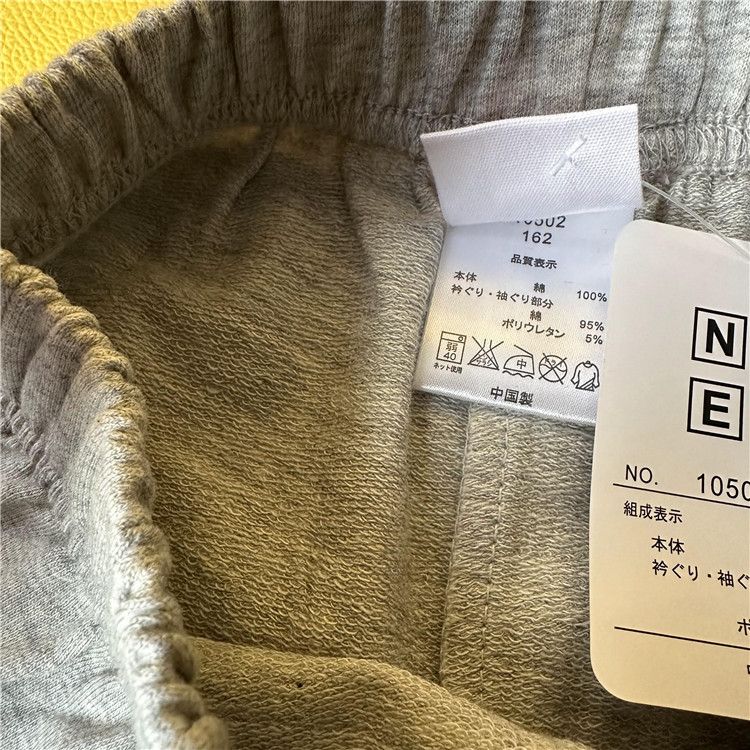 10502
162
品質表示
本体 綿 100%
衿ぐり・袖ぐり部分
綿 95%
ポリウレタン 5%
弱
40
中
ネット使用
中国製
N
E
NO. 1050
組成表示
本体
衿ぐり・袖ぐ
ポ